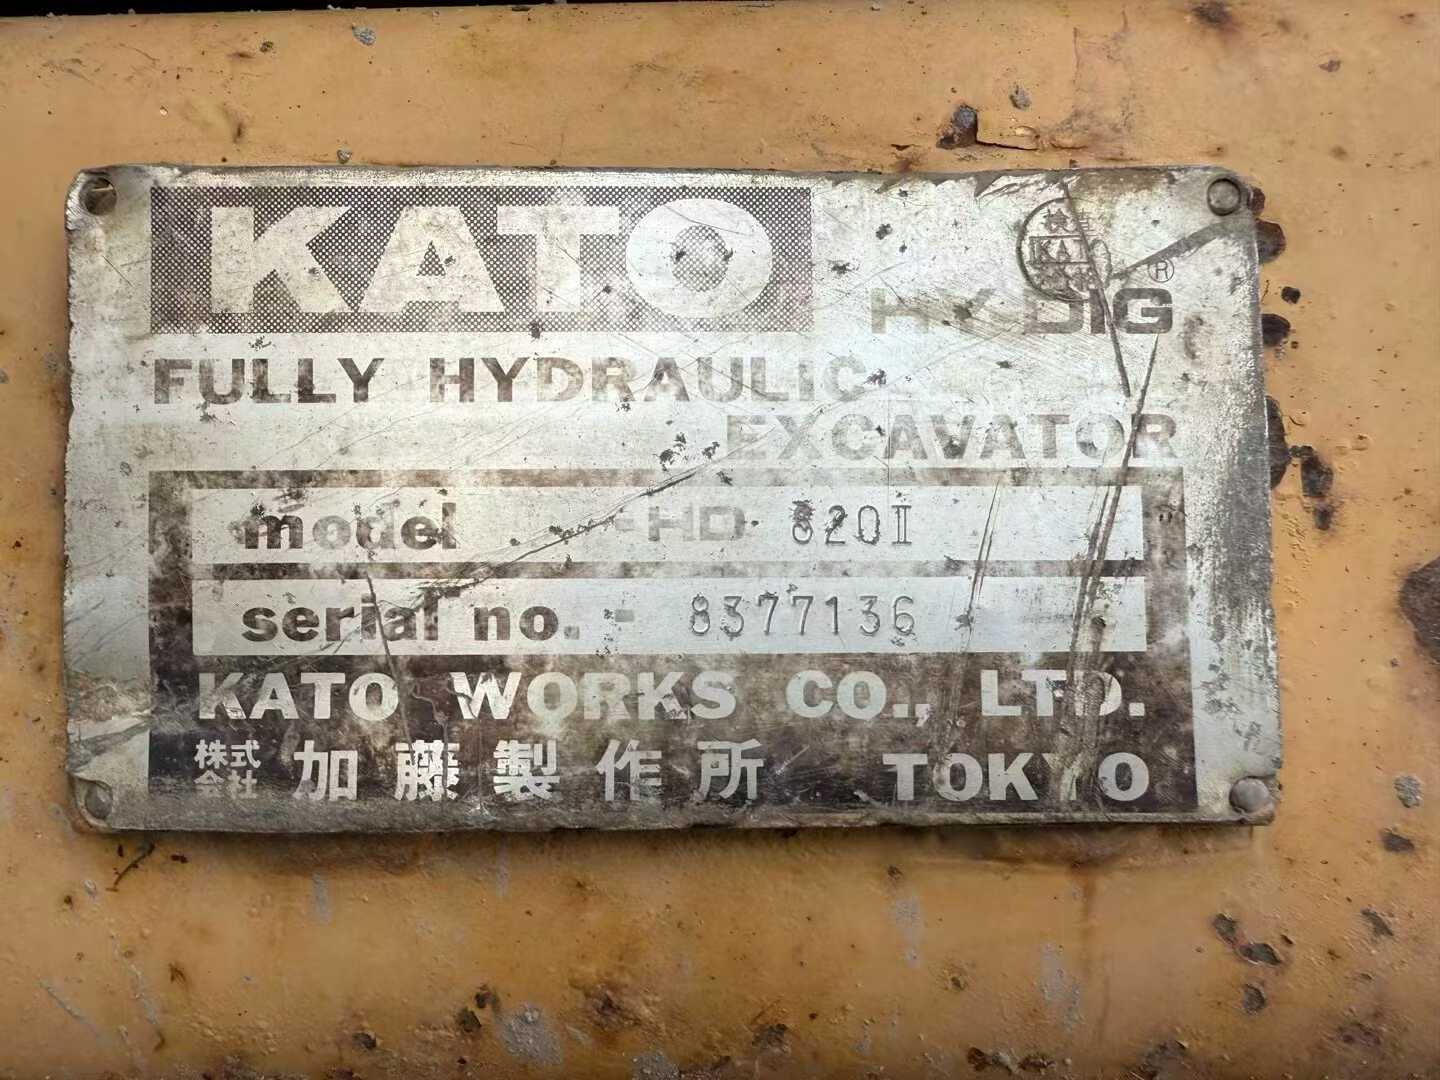 KATO
HY-DIG®
FULLY HYDRAULIC
EXCAVATOR
model HD 820II
serial no. 8377136
KATO WORKS CO., LTD.
株式会社 加藤製作所 TOKYO